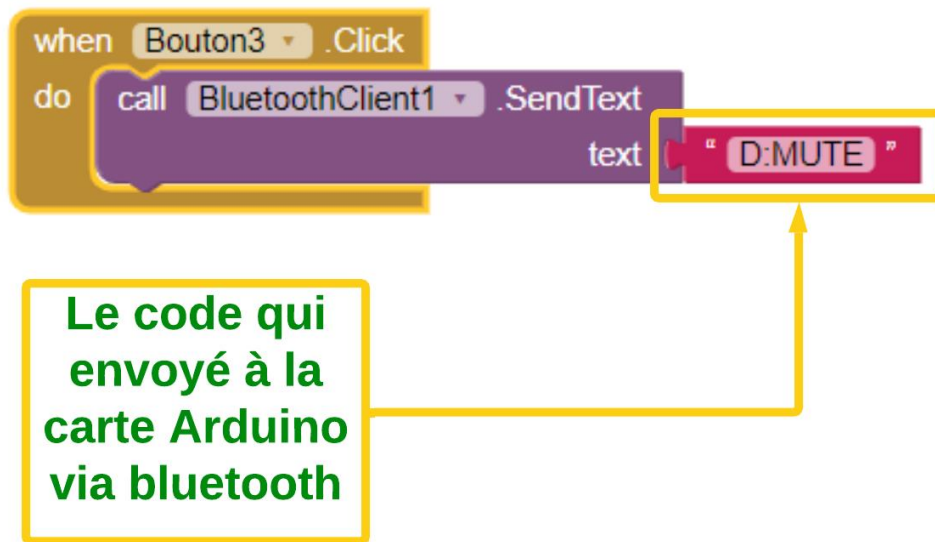 when Bouton3 .Click
do call BluetoothClient1 .SendText
text " D:MUTE "
Le code qui
envoyé à la
carte Arduino
via bluetooth